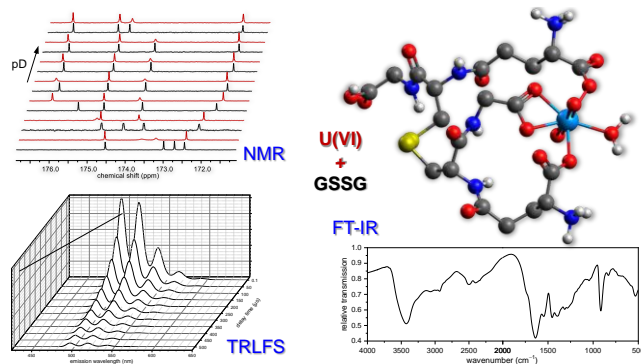 pD
176.0 175.0 174.0 173.0 172.0
chemical shift (ppm)
NMR
U(VI)
+
GSSG
FT-IR
0.1
delay time [µs]
emission wavelength (nm)
TRLFS
relative transmission
1.0
0.9
0.8
0.7
0.6
0.5
0.4
4000 3500 3000 2500 2000 1500 1000 500
wavenumber (cm⁻¹)